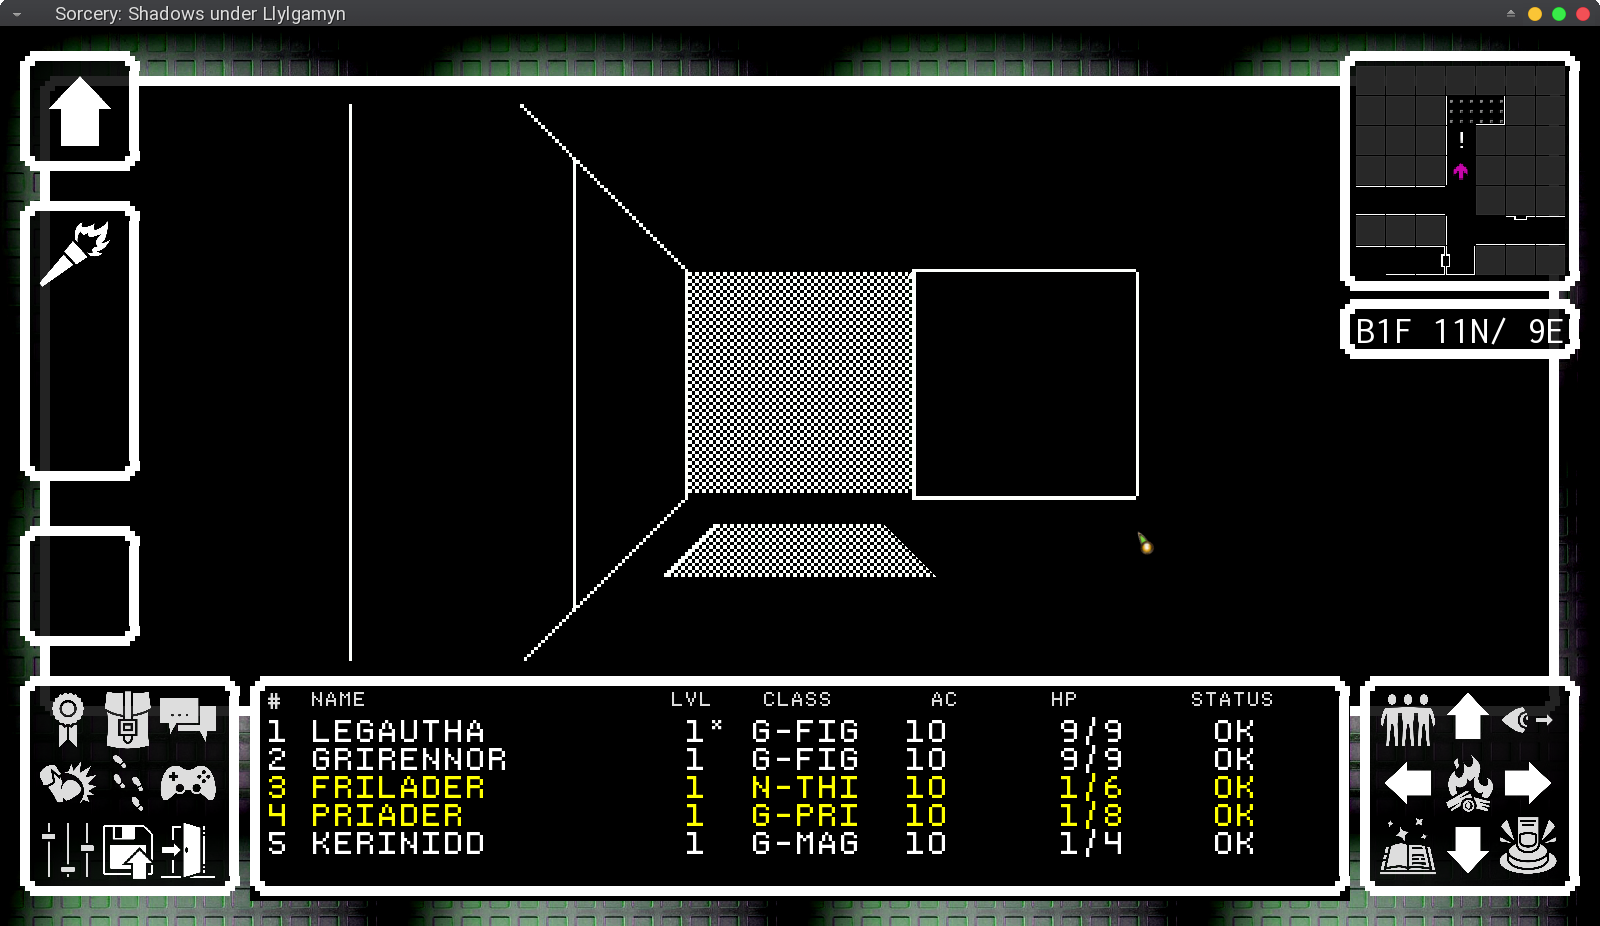 Sorcery: Shadows under Llylgamyn
!
B1F 11N/ 9E
# NAME LVL CLASS AC HP STATUS
1 LEGAUTHA 1* G-FIG 10 9/9 OK
2 GRIRENNOR 1 G-FIG 10 9/9 OK
3 FRILADER 1 N-THI 10 1/6 OK
4 PRIADER 1 G-PRI 10 1/8 OK
5 KERINIDD 1 G-MAG 10 1/4 OK